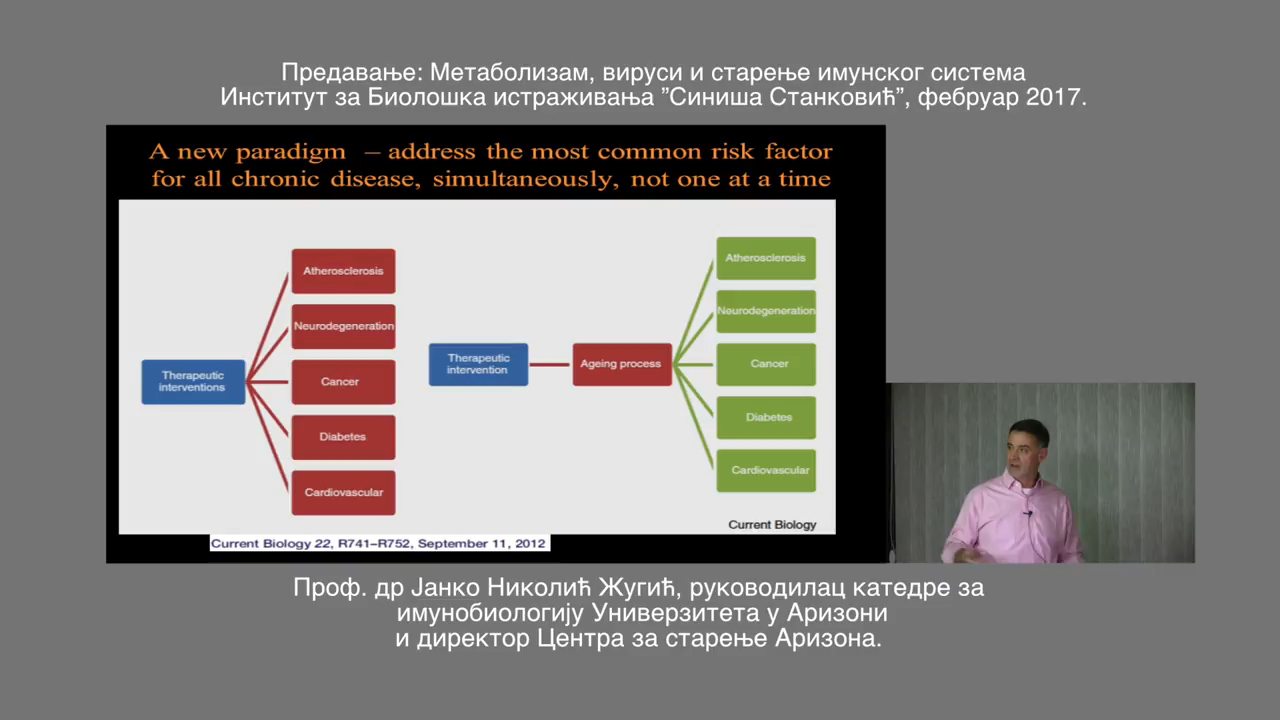 Предавање: Метаболизам, вируси и старење имунског система
Институт за Биолошка истраживања ”Синиша Станковић”, фебруар 2017.
A new paradigm – address the most common risk factor
for all chronic disease, simultaneously, not one at a time
Therapeutic
interventions
Atherosclerosis
Neurodegeneration
Cancer
Diabetes
Cardiovascular
Therapeutic
intervention
Ageing process
Atherosclerosis
Neurodegeneration
Cancer
Diabetes
Cardiovascular
Current Biology
Current Biology 22, R741–R752, September 11, 2012
Проф. др Јанко Николић Жугић, руководилац катедре за
имунобиологију Универзитета у Аризони
и директор Центра за старење Аризона.